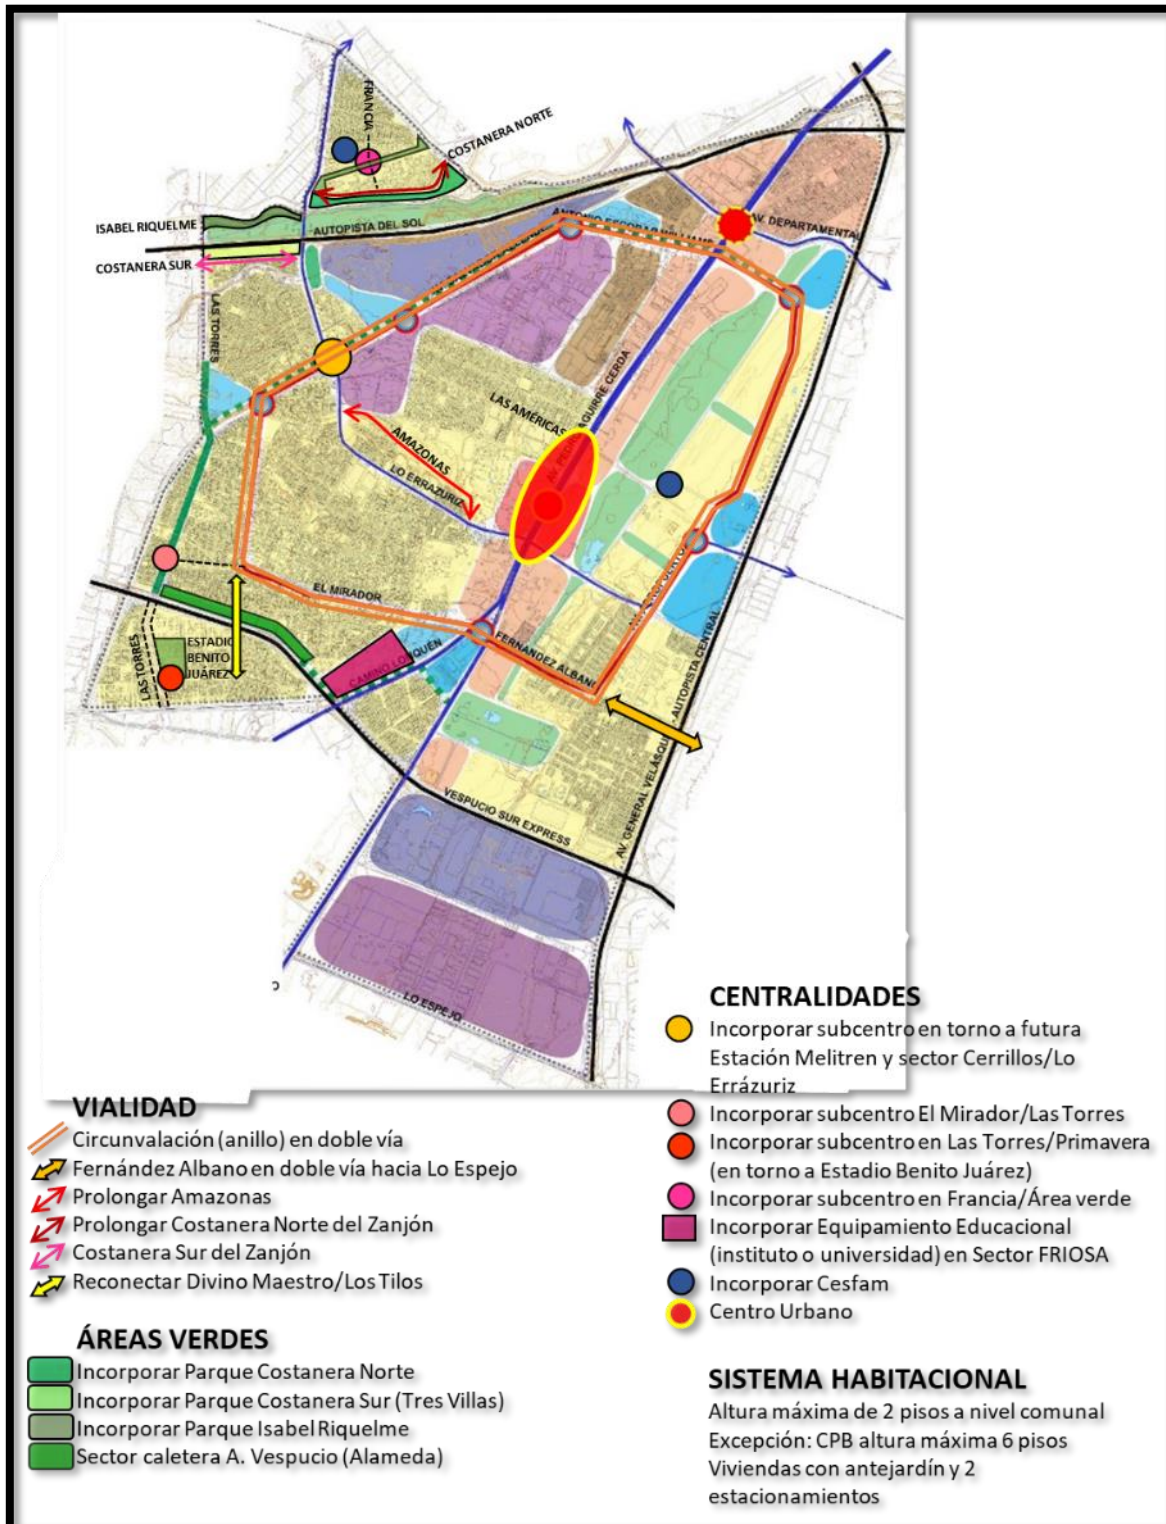 FRANCIA
COSTANERA NORTE
ISABEL RIQUELME
AUTOPISTA DEL SOL
COSTANERA SUR
AV. DEPARTAMENTAL
LAS TORRES
LAS AMÉRICAS
AV. PEDRO AGUIRRE CERDA
AMAZONAS
LO ERRAZURIZ
EL MIRADOR
FERNANDEZ ALBANO
CAMINO LONQUÉN
ESTADIO
BENITO
JUÁREZ
LAS TORRES
AV. GENERAL VELÁSQUEZ - AUTOPISTA CENTRAL
VESPUCIO SUR EXPRESS
LO ESPEJO
VIALIDAD
Circunvalación (anillo) en doble vía
Fernández Albano en doble vía hacia Lo Espejo
Prolongar Amazonas
Prolongar Costanera Norte del Zanjón
Costanera Sur del Zanjón
Reconectar Divino Maestro/Los Tilos
ÁREAS VERDES
Incorporar Parque Costanera Norte
Incorporar Parque Costanera Sur (Tres Villas)
Incorporar Parque Isabel Riquelme
Sector caletera A. Vespucio (Alameda)
CENTRALIDADES
Incorporar subcentro en torno a futura
Estación Melitren y sector Cerrillos/Lo
Errázuriz
Incorporar subcentro El Mirador/Las Torres
Incorporar subcentro en Las Torres/Primavera
(en torno a Estadio Benito Juárez)
Incorporar subcentro en Francia/Área verde
Incorporar Equipamiento Educacional
(instituto o universidad) en Sector FRIOSA
Incorporar Cesfam
Centro Urbano
SISTEMA HABITACIONAL
Altura máxima de 2 pisos a nivel comunal
Excepción: CPB altura máxima 6 pisos
Viviendas con antejardín y 2
estacionamientos